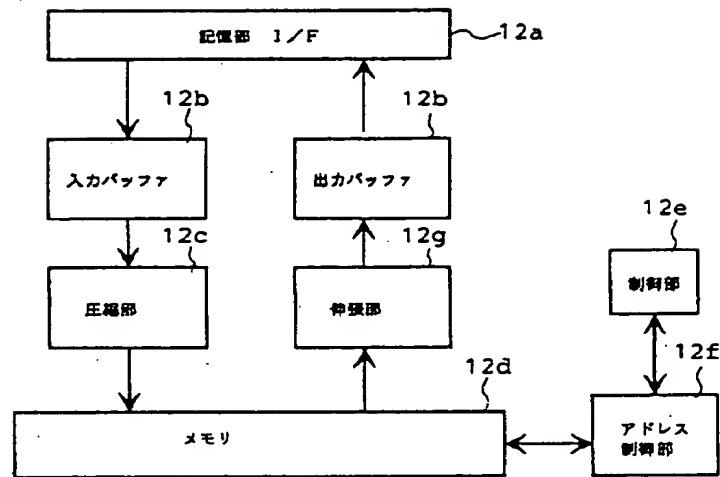 記憶部 I/F
12a
12b
12b
入力バッファ
出力バッファ
12c
12g
12e
圧縮部
伸張部
制御部
12d
12f
メモリ
アドレス
制御部